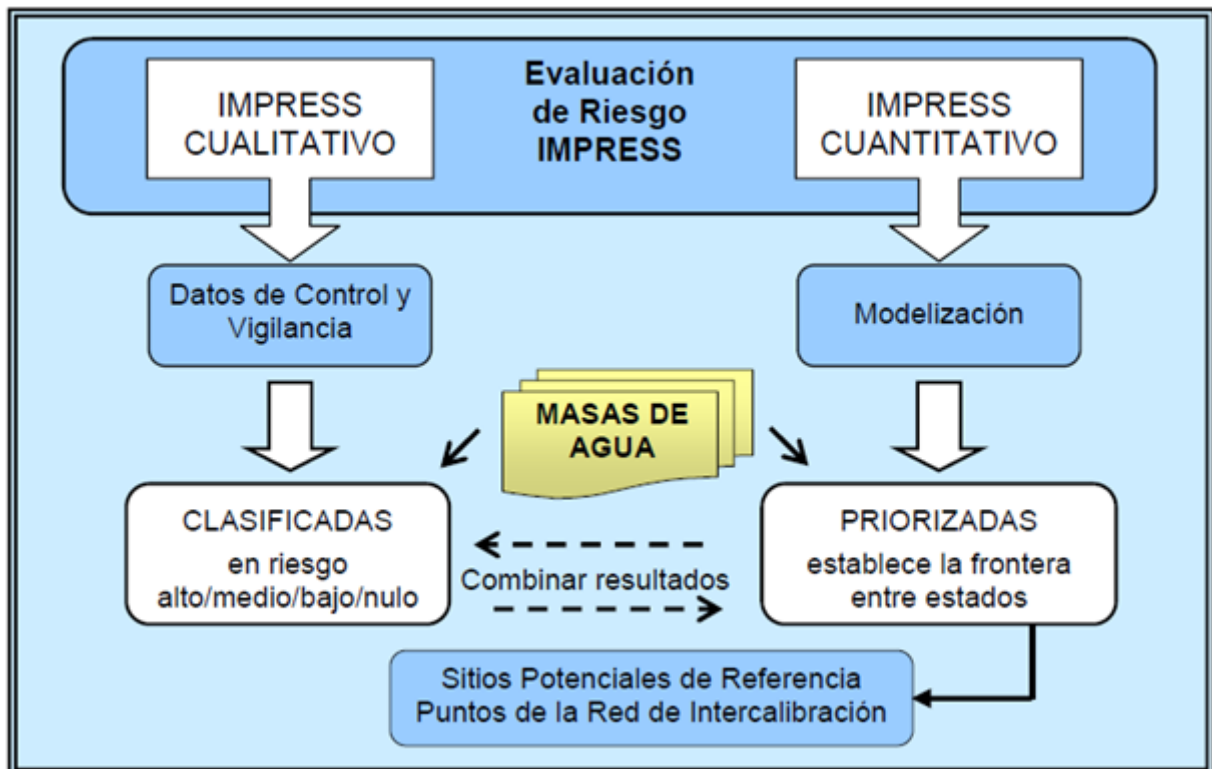 IMPRESS
CUALITATIVO
Evaluación
de Riesgo
IMPRESS
IMPRESS
CUANTITATIVO
Datos de Control y
Vigilancia
Modelización
MASAS DE
AGUA
CLASIFICADAS
en riesgo
alto/medio/bajo/nulo
Combinar resultados
PRIORIZADAS
establece la frontera
entre estados
Sitios Potenciales de Referencia
Puntos de la Red de Intercalibración